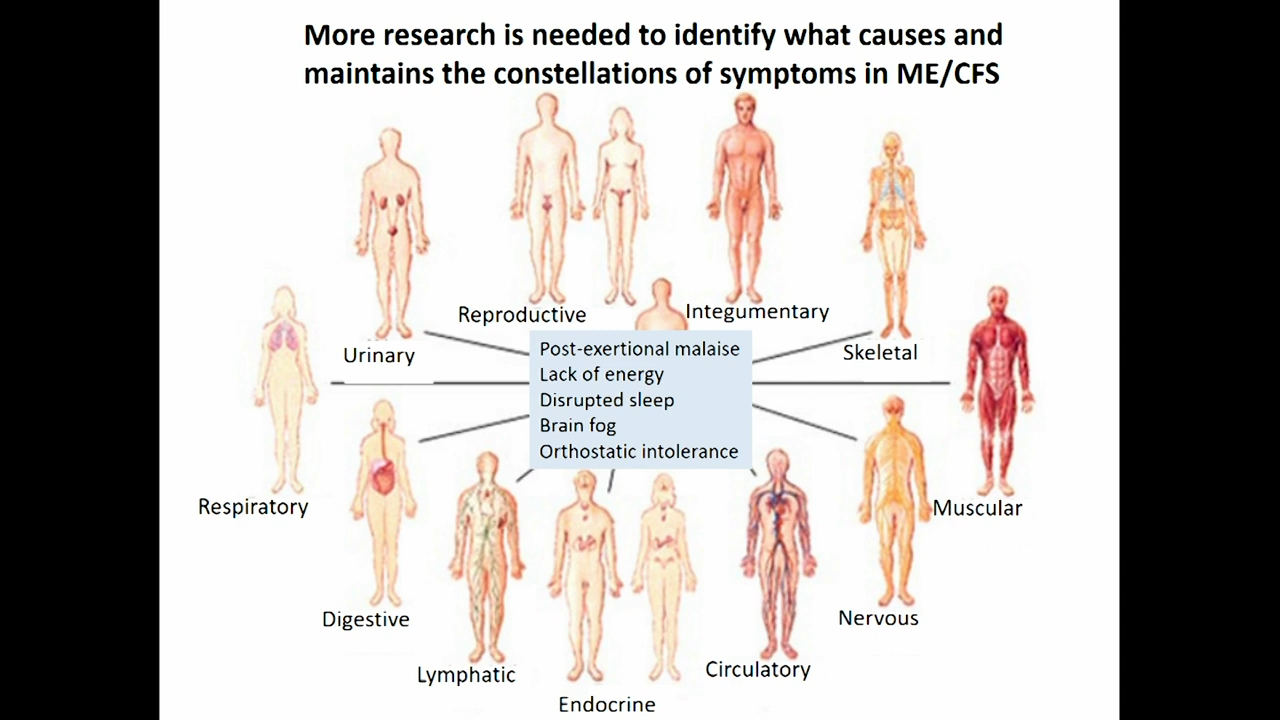 More research is needed to identify what causes and
maintains the constellations of symptoms in ME/CFS
Reproductive
Integumentary
Urinary
Skeletal
Post-exertional malaise
Lack of energy
Disrupted sleep
Brain fog
Orthostatic intolerance
Respiratory
Muscular
Digestive
Nervous
Lymphatic
Circulatory
Endocrine